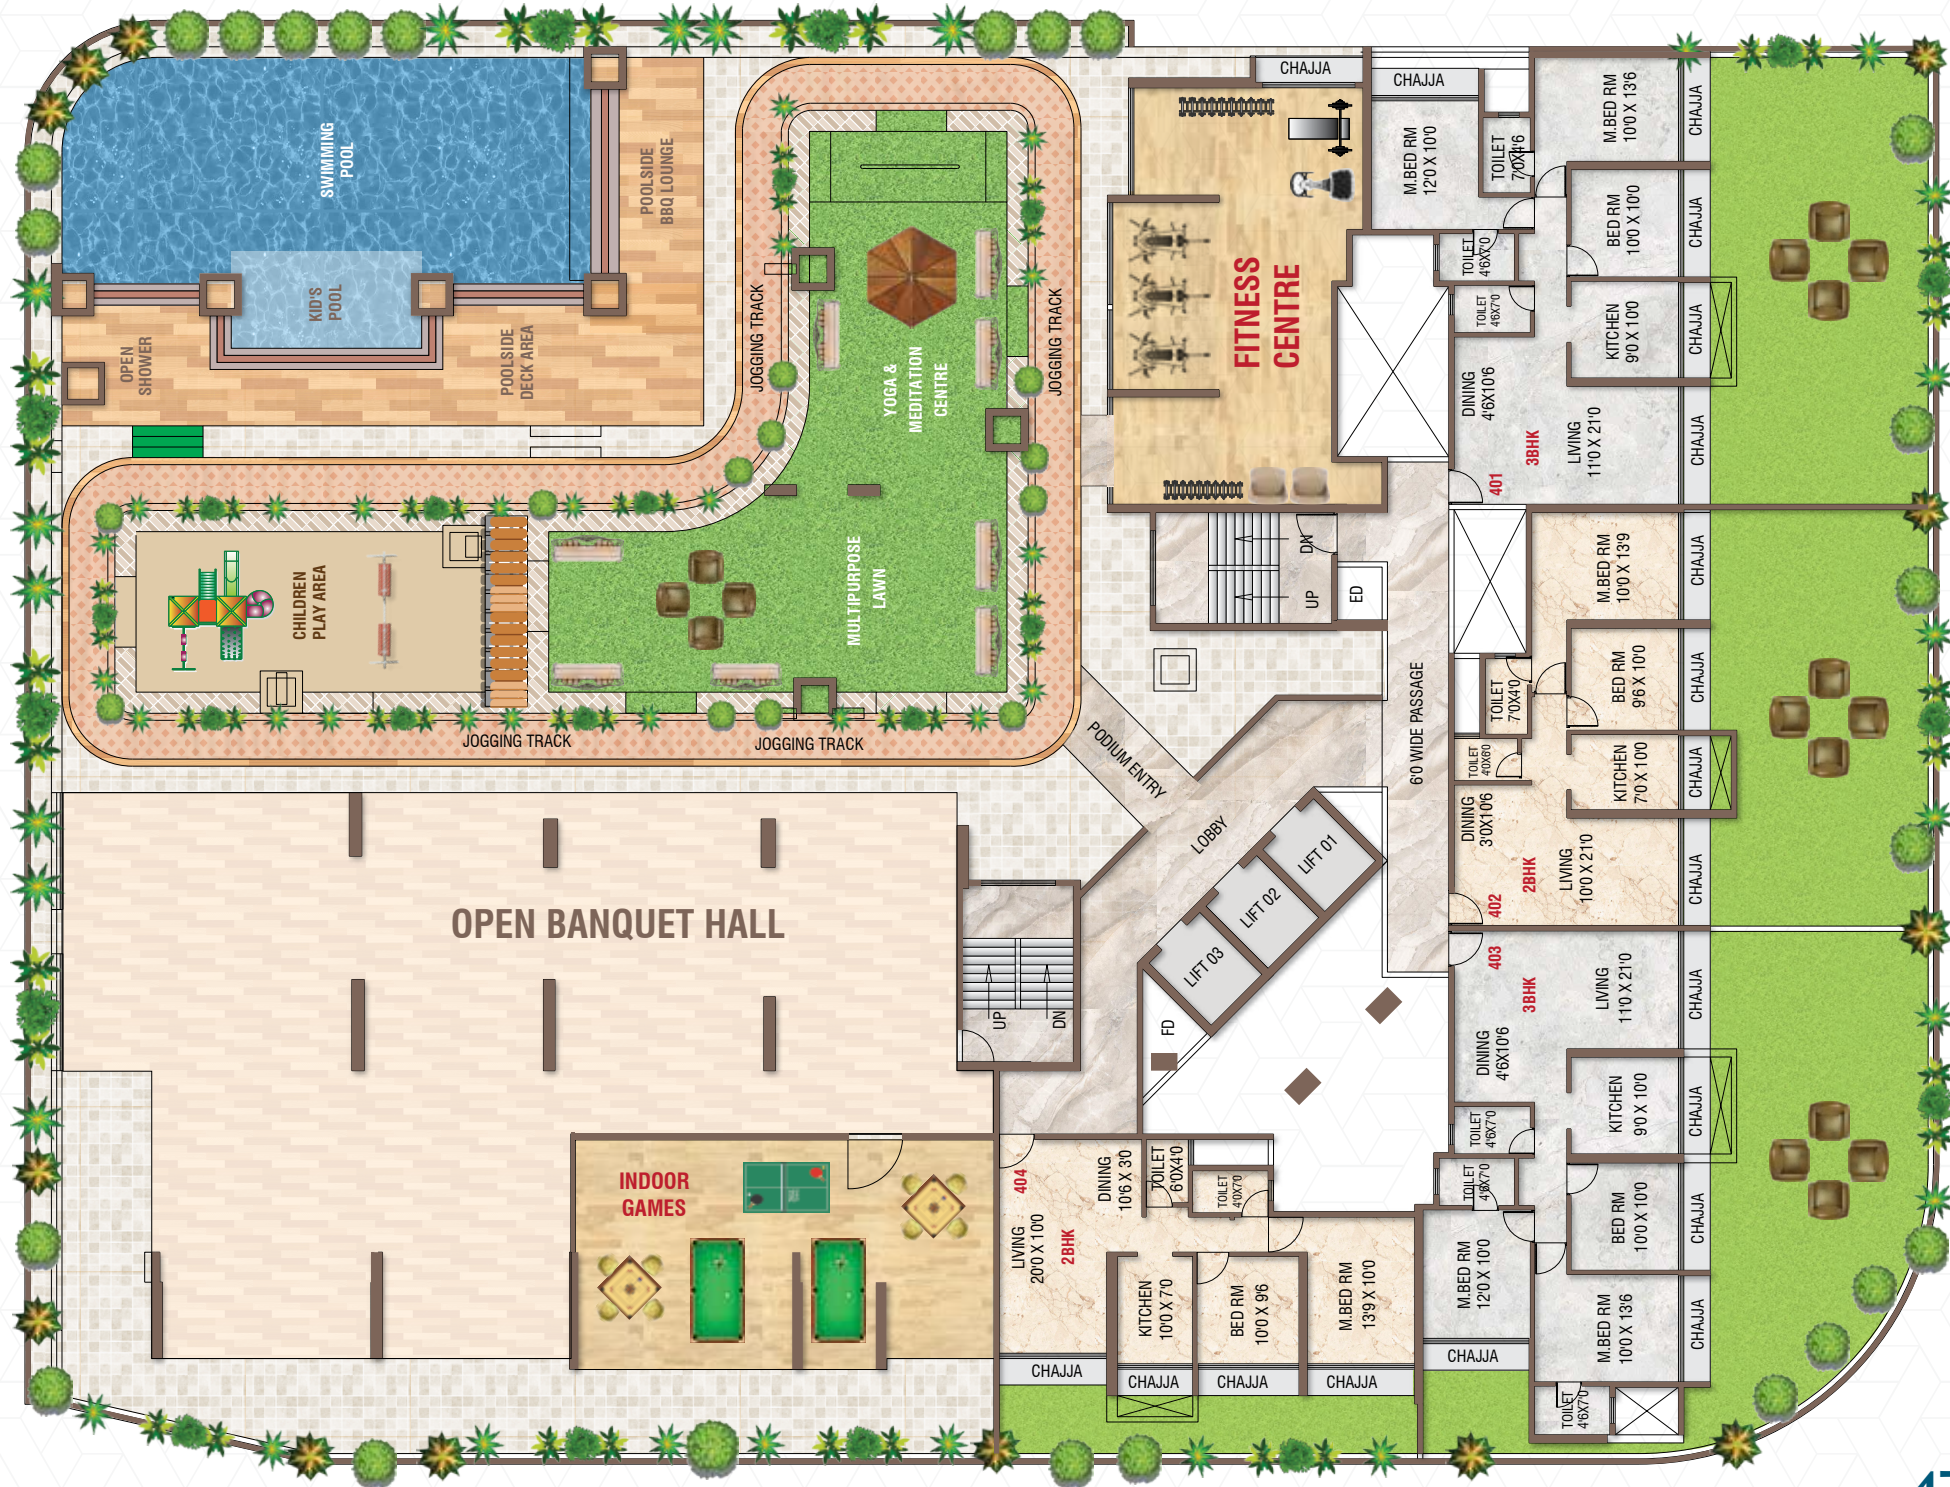 SWIMMING
POOL
POOLSIDE
BBQ LOUNGE
KID'S
POOL
OPEN
SHOWER
POOLSIDE
DECK AREA
JOGGING TRACK
JOGGING TRACK
YOGA &
MEDITATION
CENTRE
CHILDREN
PLAY AREA
MULTIPURPOSE
LAWN
JOGGING TRACK
JOGGING TRACK
FITNESS
CENTRE
CHAJJA
CHAJJA
M.BED RM
12'0 X 10'0
TOILET
7'0X4'6
M.BED RM
10'0 X 13'6
CHAJJA
TOILET
4'6X7'0
BED RM
10'0 X 10'0
CHAJJA
TOILET
4'6X7'0
KITCHEN
9'0 X 10'0
CHAJJA
DINING
4'6X10'6
3BHK
LIVING
11'0 X 21'0
CHAJJA
401
DN
UP
ED
6'0 WIDE PASSAGE
M.BED RM
10'0 X 13'9
CHAJJA
TOILET
7'0X4'0
BED RM
9'6 X 10'0
CHAJJA
TOILET
4'0X6'0
KITCHEN
7'0 X 10'0
CHAJJA
DINING
3'0X10'6
2BHK
LIVING
10'0 X 21'0
CHAJJA
402
PODIUM ENTRY
LOBBY
LIFT 01
LIFT 02
LIFT 03
FD
OPEN BANQUET HALL
UP
DN
403
3BHK
LIVING
11'0 X 21'0
CHAJJA
DINING
4'6X10'6
KITCHEN
9'0 X 10'0
CHAJJA
TOILET
4'6X7'0
TOILET
4'6X7'0
BED RM
10'0 X 10'0
CHAJJA
M.BED RM
12'0 X 10'0
M.BED RM
10'0 X 13'6
CHAJJA
CHAJJA
TOILET
4'6X7'0
INDOOR
GAMES
404
LIVING
20'0 X 10'0
2BHK
DINING
10'6 X 3'0
TOILET
6'0X4'0
TOILET
4'0X7'0
KITCHEN
10'0 X 7'0
BED RM
10'0 X 9'6
M.BED RM
13'9 X 10'0
CHAJJA
CHAJJA
CHAJJA
CHAJJA